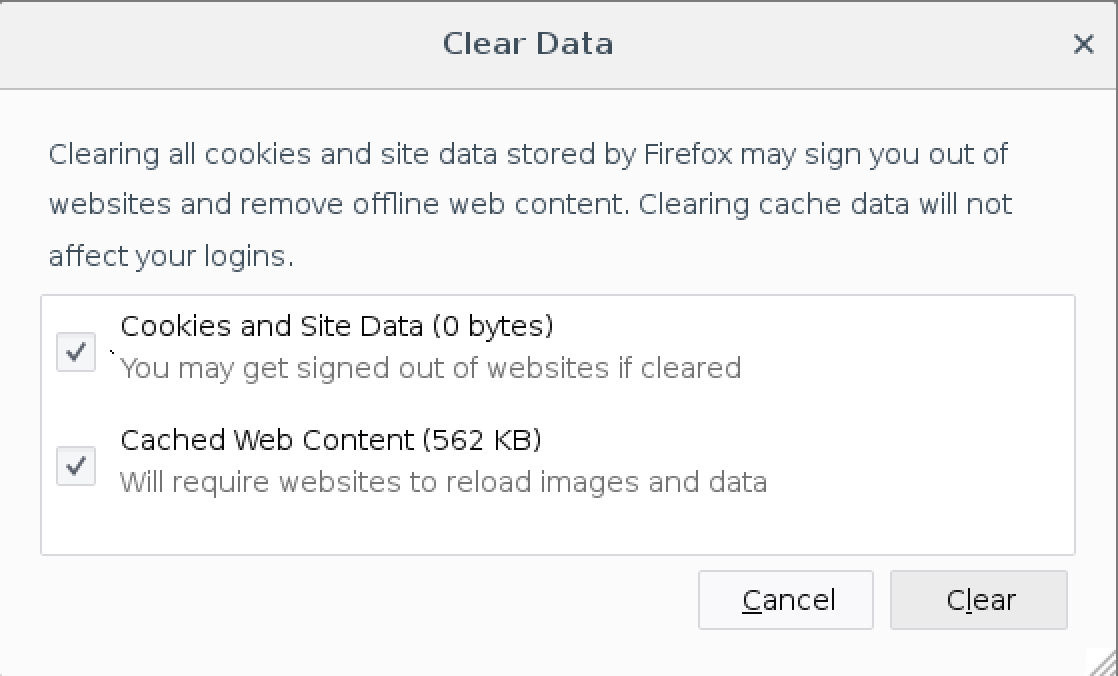 Clear Data
Clearing all cookies and site data stored by Firefox may sign you out of
websites and remove offline web content. Clearing cache data will not
affect your logins.
Cookies and Site Data (0 bytes)
You may get signed out of websites if cleared
Cached Web Content (562 KB)
Will require websites to reload images and data
Cancel Clear